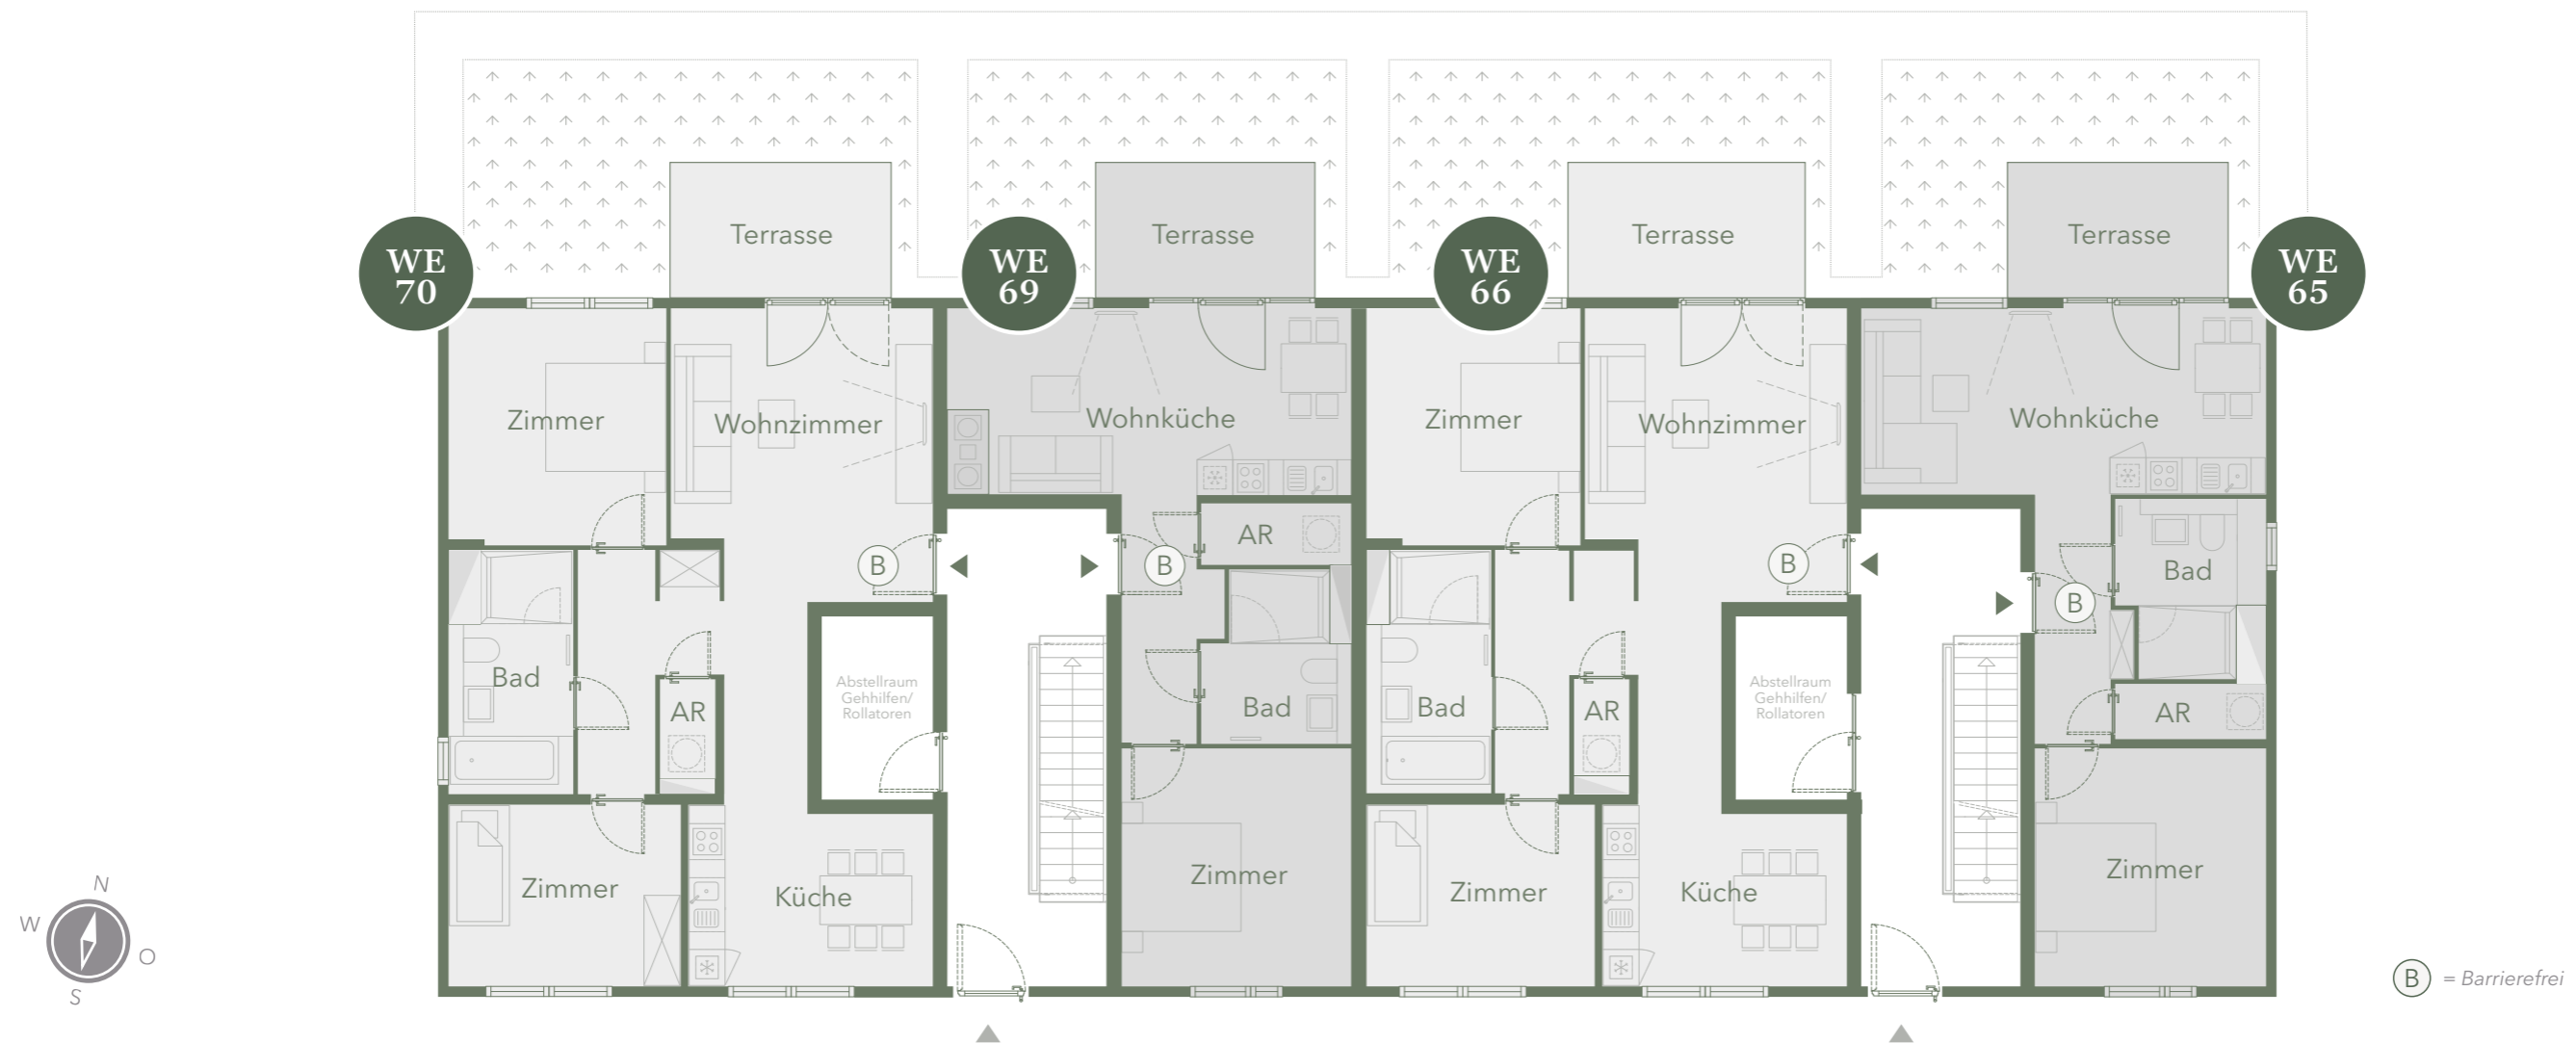 Terrasse
Terrasse
Terrasse
Terrasse
WE
70
WE
69
WE
66
WE
65
Zimmer
Wohnzimmer
Wohnküche
Zimmer
Wohnzimmer
Wohnküche
B
B
AR
B
B
Bad
Bad
AR
Abstellraum
Gehhilfen/
Rollatoren
Bad
Bad
AR
Abstellraum
Gehhilfen/
Rollatoren
AR
Zimmer
Küche
Zimmer
Zimmer
Küche
Zimmer
N
W
O
S
B = Barrierefrei